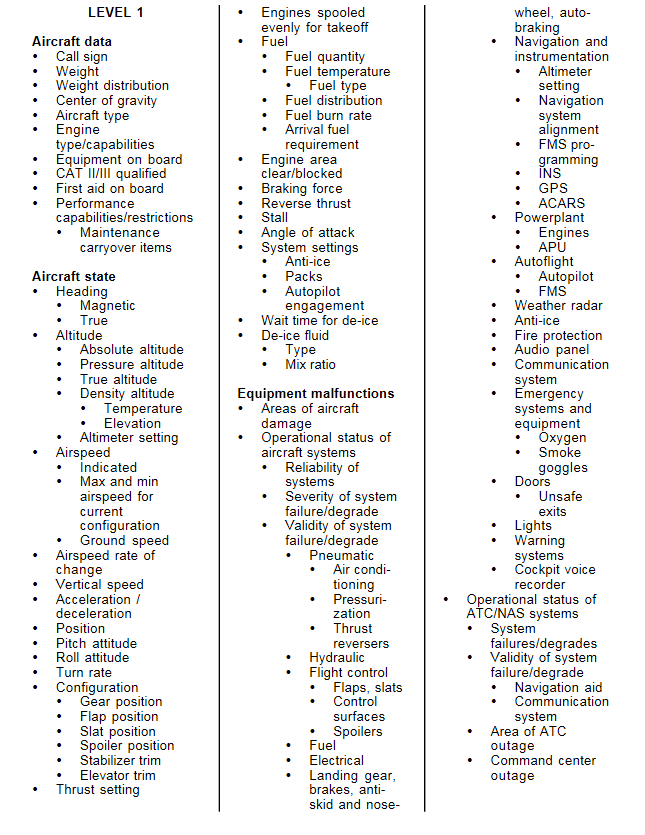 LEVEL 1
Aircraft data
• Call sign
• Weight
• Weight distribution
• Center of gravity
• Aircraft type
• Engine
type/capabilities
• Equipment on board
• CAT II/III qualified
• First aid on board
• Performance
capabilities/restrictions
• Maintenance
carryover items
Aircraft state
• Heading
• Magnetic
• True
• Altitude
• Absolute altitude
• Pressure altitude
• True altitude
• Density altitude
• Temperature
• Elevation
• Altimeter setting
• Airspeed
• Indicated
• Max and min
airspeed for
current
configuration
• Ground speed
• Airspeed rate of
change
• Vertical speed
• Acceleration /
deceleration
• Position
• Pitch attitude
• Roll attitude
• Turn rate
• Configuration
• Gear position
• Flap position
• Slat position
• Spoiler position
• Stabilizer trim
• Elevator trim
• Thrust setting
• Engines spooled
evenly for takeoff
• Fuel
• Fuel quantity
• Fuel temperature
• Fuel type
• Fuel distribution
• Fuel burn rate
• Arrival fuel
requirement
• Engine area
clear/blocked
• Braking force
• Reverse thrust
• Stall
• Angle of attack
• System settings
• Anti-ice
• Packs
• Autopilot
engagement
• Wait time for de-ice
• De-ice fluid
• Type
• Mix ratio
Equipment malfunctions
• Areas of aircraft
damage
• Operational status of
aircraft systems
• Reliability of
systems
• Severity of system
failure/degrade
• Validity of system
failure/degrade
• Pneumatic
• Air condi-
tioning
• Pressuri-
zation
• Thrust
reversers
• Hydraulic
• Flight control
• Flaps, slats
• Control
surfaces
• Spoilers
• Fuel
• Electrical
• Landing gear,
brakes, anti-
skid and nose-
wheel, auto-
braking
• Navigation and
instrumentation
• Altimeter
setting
• Navigation
system
alignment
• FMS pro-
gramming
• INS
• GPS
• ACARS
• Powerplant
• Engines
• APU
• Autoflight
• Autopilot
• FMS
• Weather radar
• Anti-ice
• Fire protection
• Audio panel
• Communication
system
• Emergency
systems and
equipment
• Oxygen
• Smoke
goggles
• Doors
• Unsafe
exits
• Lights
• Warning
systems
• Cockpit voice
recorder
• Operational status of
ATC/NAS systems
• System
failures/degrades
• Validity of system
failure/degrade
• Navigation aid
• Communication
system
• Area of ATC
outage
• Command center
outage